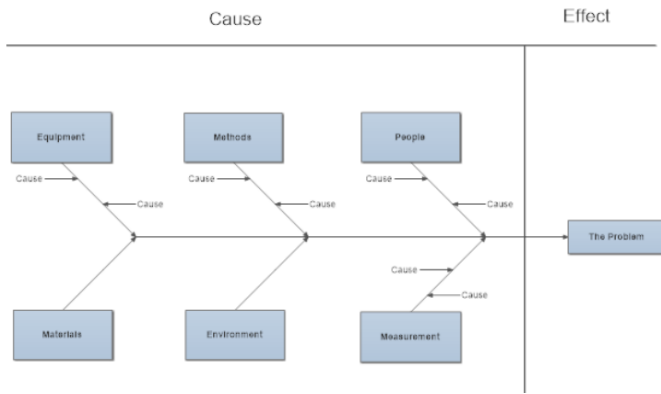 Cause
Effect
Equipment
Methods
People
Cause
Cause
Cause
Cause
Cause
Cause
The Problem
Cause
Cause
Materials
Environment
Measurement